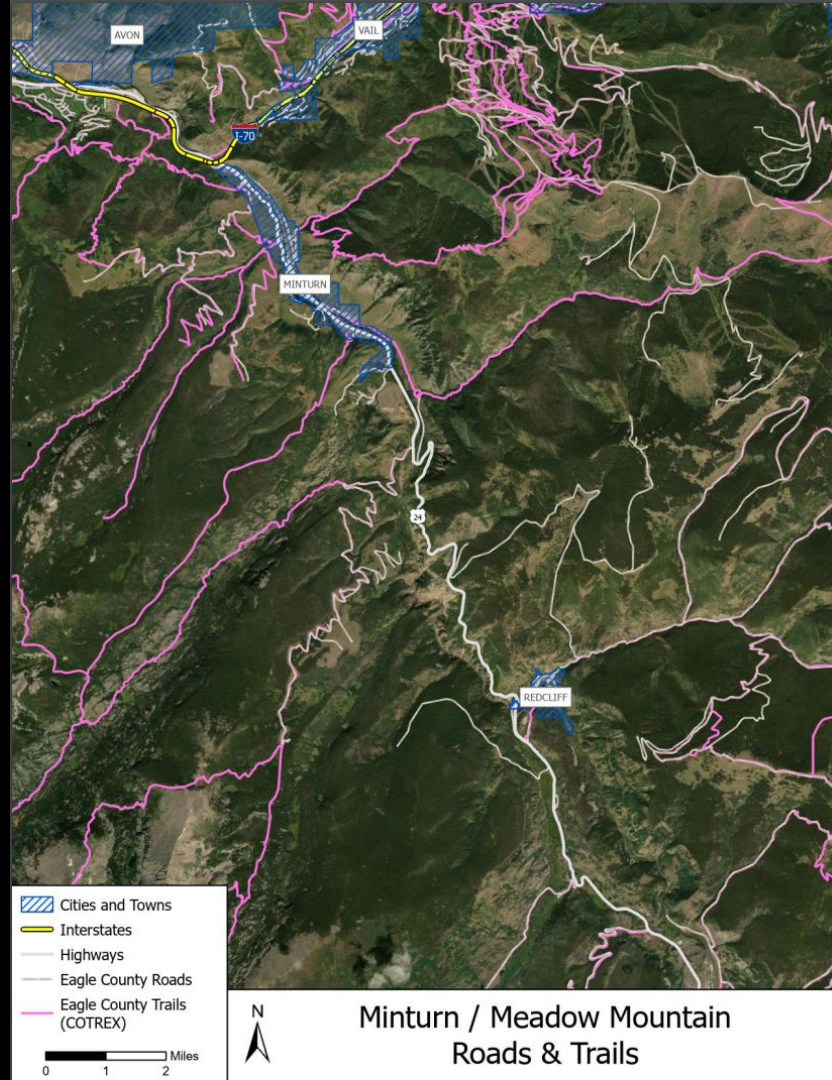 AVON
VAIL
I-70
MINTURN
24
REDCLIFF
Cities and Towns
Interstates
Highways
Eagle County Roads
Eagle County Trails
(COTREX)
Miles
0 1 2
N
Minturn / Meadow Mountain
Roads & Trails